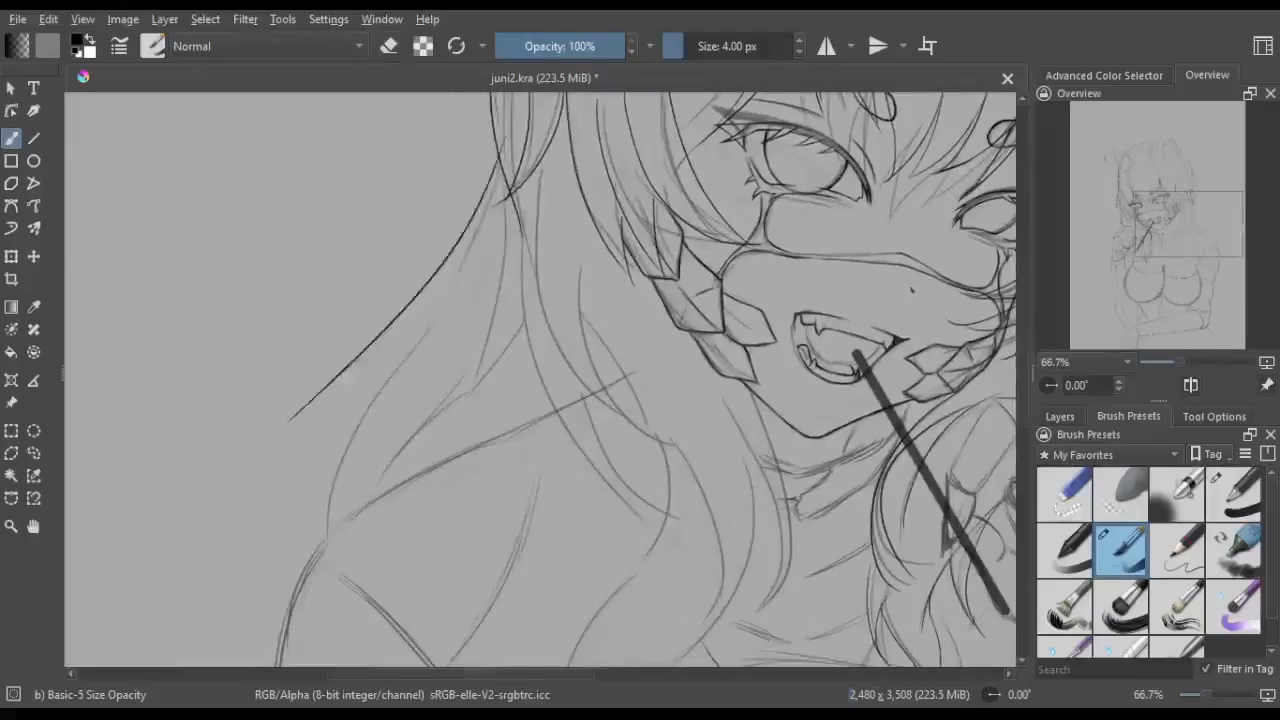 File Edit View Image Layer Select Filter Tools Settings Window Help
Normal Opacity: 100% Size: 4.00 px
juni2.kra (223.5 MiB) *
Advanced Color Selector Overview
Overview
66.7%
0.00°
Layers Brush Presets Tool Options
Brush Presets
My Favorites Tag
Search Filter in Tag
b) Basic-5 Size Opacity RGB/Alpha (8-bit integer/channel) sRGB-elle-V2-srgbtrc.icc 2,480 x 3,508 (223.5 MiB) 0.00° 66.7%